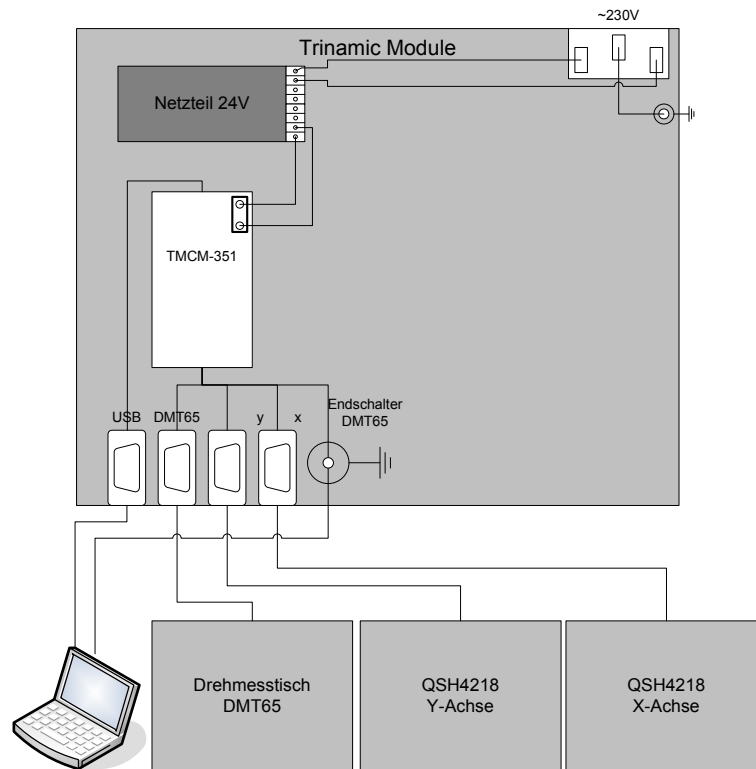 ~230V
Trinamic Module
Netzteil 24V
TMCM-351
USB
DMT65
y
x
Endschalter
DMT65
Drehmesstisch
DMT65
QSH4218
Y-Achse
QSH4218
X-Achse